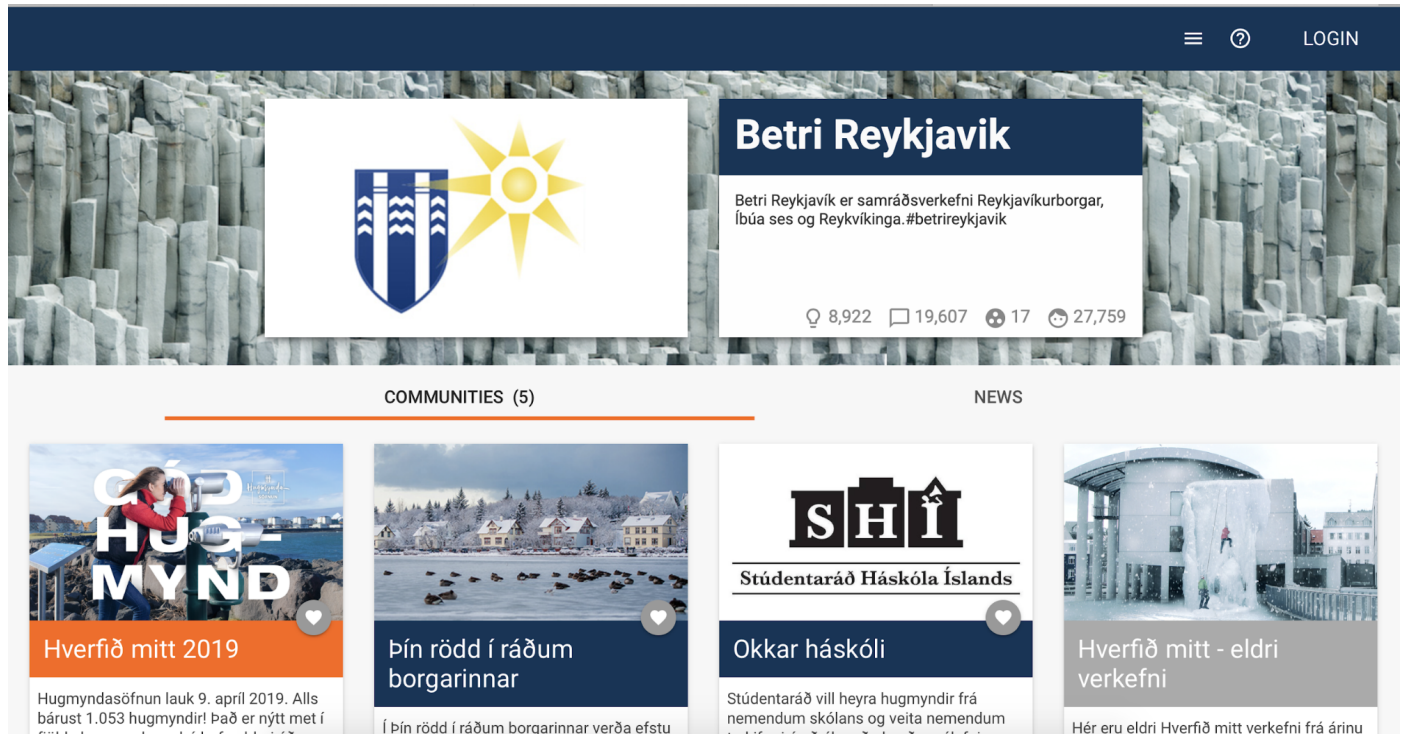 LOGIN
Betri Reykjavik
Betri Reykjavík er samráðsverkefni Reykjavíkurborgar,
Íbúa ses og Reykvíkinga.#betrireykjavik
8,922 19,607 17 27,759
COMMUNITIES (5)
NEWS
GÓÐ
HUG-
MYND
Hverfið mitt 2019
Hugmyndasöfnun lauk 9. apríl 2019. Alls
bárust 1.053 hugmyndir! Það er nýtt met í
Þín rödd í ráðum
borgarinnar
Í Þín rödd í ráðum borgarinnar verða efstu
SHÍ
Stúdentaráð Háskóla Íslands
Okkar háskóli
Stúdentaráð vill heyra hugmyndir frá
nemendum skólans og veita nemendum
Hverfið mitt - eldri
verkefni
Hér eru eldri Hverfið mitt verkefni frá árinu